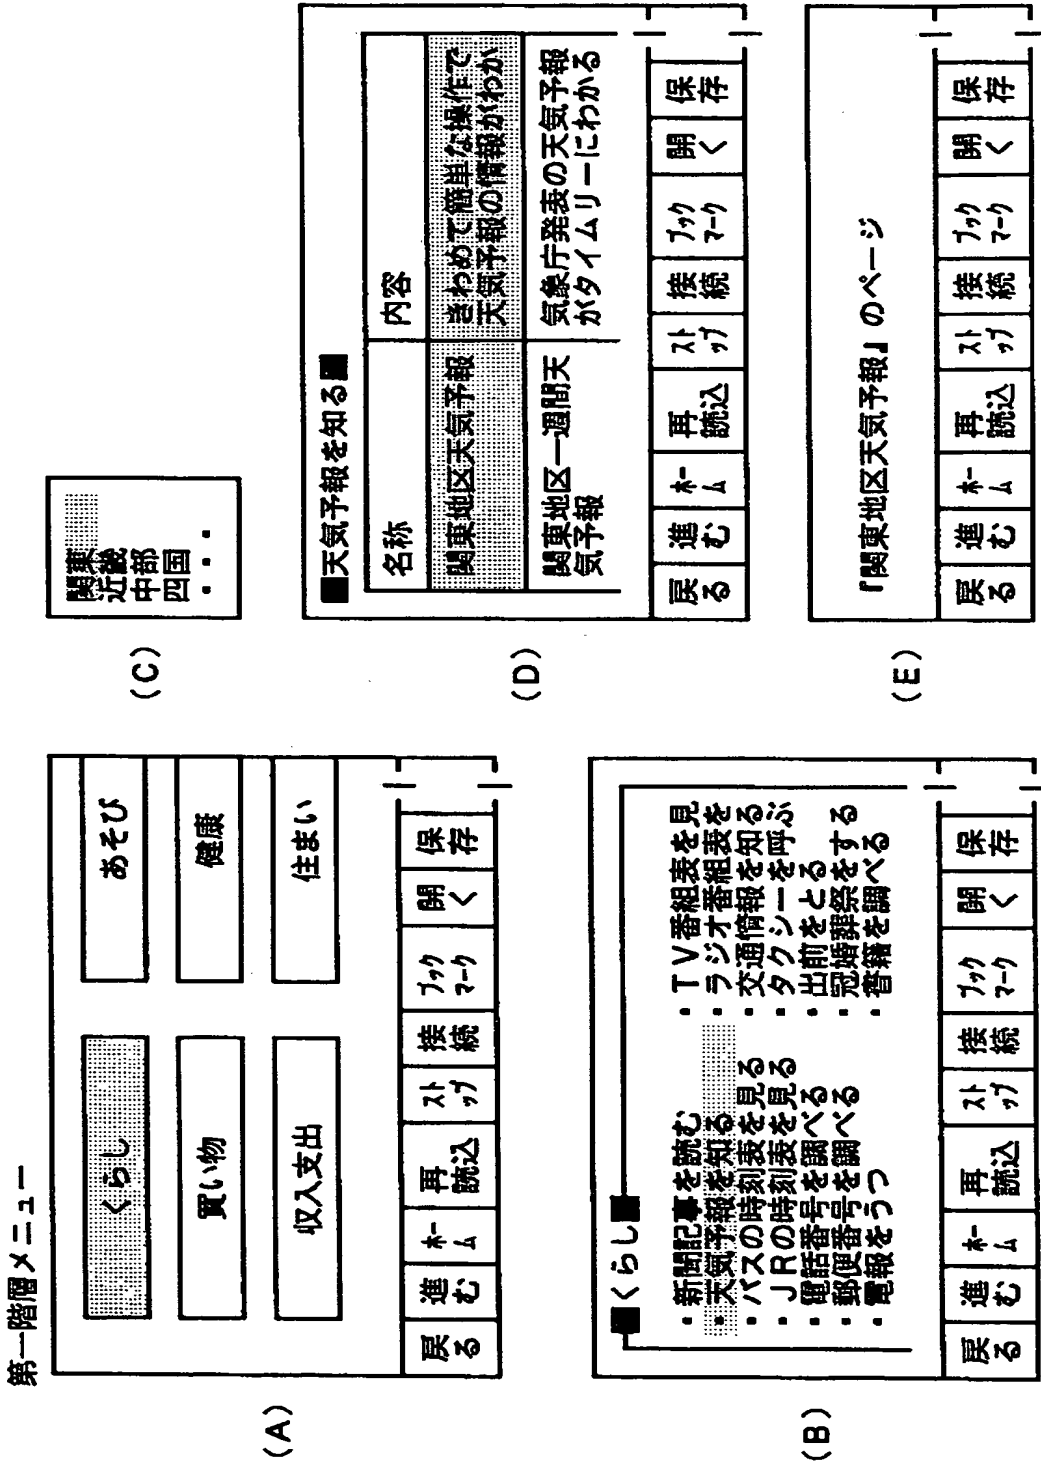 第一階層メニュー
(A)
くらし
あそび
買い物
健康
収入支出
住まい
戻る
進む
ホーム
再読込
ストップ
接続
ブックマーク
開く
保存
(B)
■くらし■
・新聞記事を読む
・天気予報を知る
・バスの時刻表を見る
・JRの時刻表を見る
・電話番号を調べる
・郵便番号を調べる
・電報をうつ
・TV番組表を見
・ラジオ番組表を
・交通情報を知る
・タクシーを呼ぶ
・出前をとる
・冠婚葬祭をする
・書籍を調べる
戻る
進む
ホーム
再読込
ストップ
接続
ブックマーク
開く
保存
(C)
関東
近畿
中部
四国
・・・
(D)
■天気予報を知る■
名称
内容
関東地区天気予報
きわめて簡単な操作で
天気予報の情報がわか
関東地区一週間天
気予報
気象庁発表の天気予報
がタイムリーにわかる
戻る
進む
ホーム
再読込
ストップ
接続
ブックマーク
開く
保存
(E)
『関東地区天気予報』のページ
戻る
進む
ホーム
再読込
ストップ
接続
ブックマーク
開く
保存